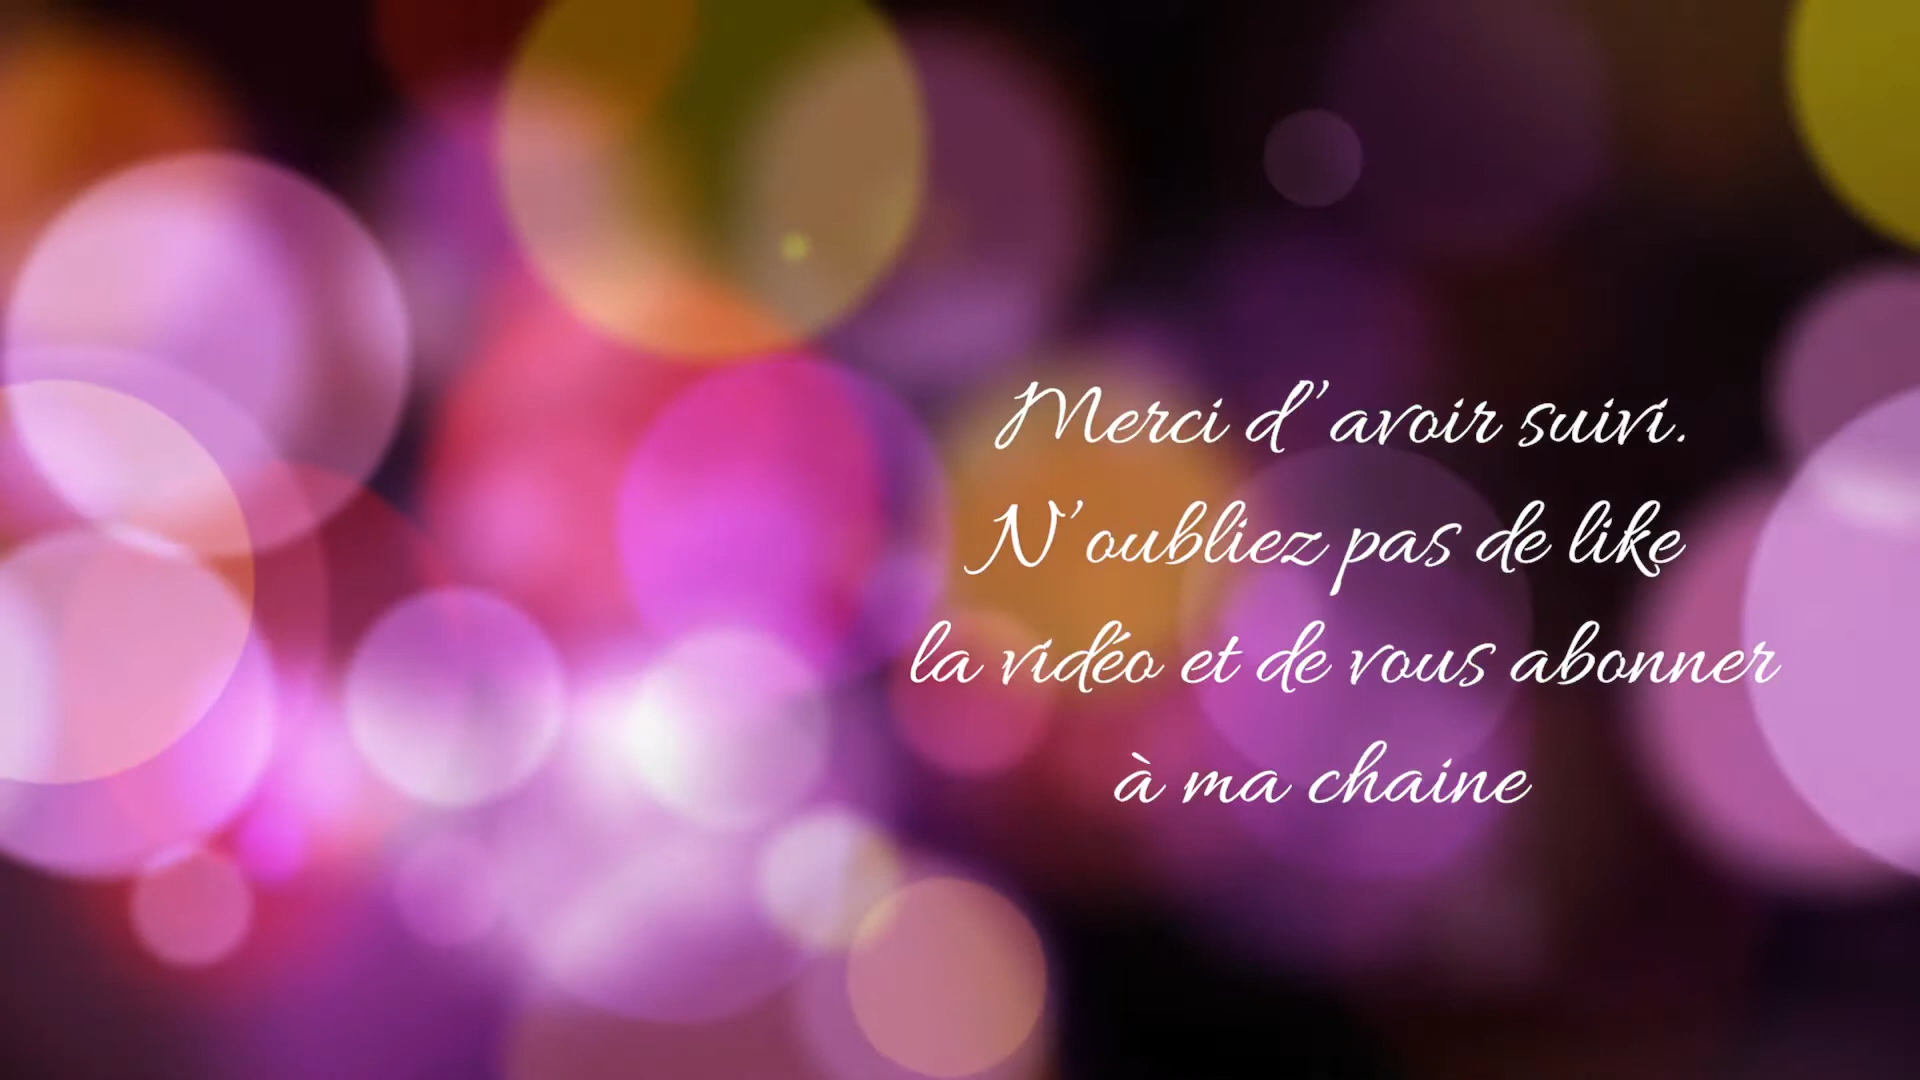 Merci d'avoir suivi.
N'oubliez pas de like
la vidéo et de vous abonner
à ma chaine